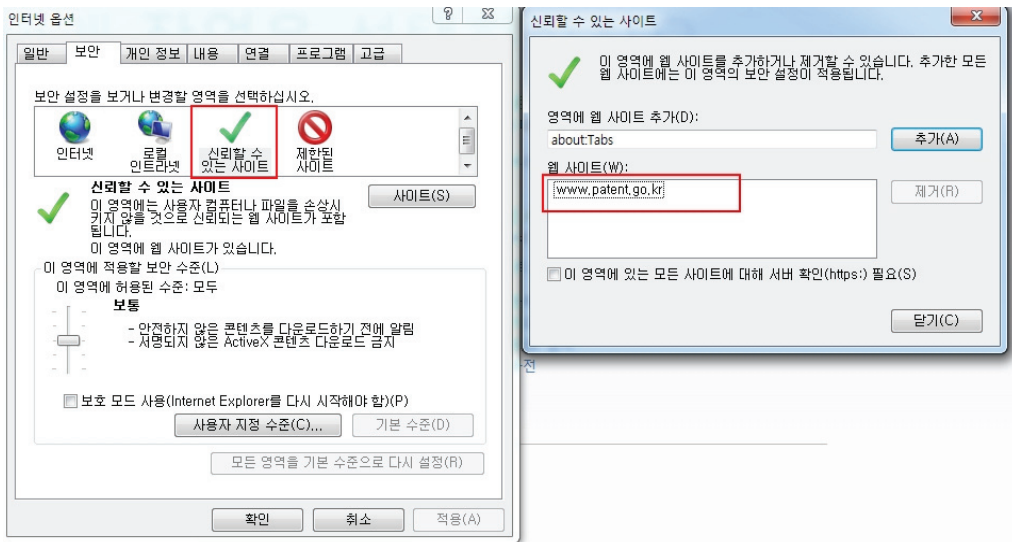 인터넷 옵션
일반 보안 개인 정보 내용 연결 프로그램 고급
보안 설정을 보거나 변경할 영역을 선택하십시오.
인터넷
로컬
인트라넷
신뢰할 수
있는 사이트
제한된
사이트
신뢰할 수 있는 사이트
사이트(S)
이 영역에는 사용자 컴퓨터나 파일을 손상시
키지 않을 것으로 신뢰되는 웹 사이트가 포함
됩니다.
이 영역에 웹 사이트가 있습니다.
이 영역에 적용할 보안 수준(L)
이 영역에 허용된 수준: 모두
보통
- 안전하지 않은 콘텐츠를 다운로드하기 전에 알림
- 서명되지 않은 ActiveX 콘텐츠 다운로드 금지
보호 모드 사용(Internet Explorer를 다시 시작해야 함)(P)
사용자 지정 수준(C)... 기본 수준(D)
모든 영역을 기본 수준으로 다시 설정(R)
확인 취소 적용(A)
신뢰할 수 있는 사이트
이 영역에 웹 사이트를 추가하거나 제거할 수 있습니다. 추가한 모든
웹 사이트에는 이 영역의 보안 설정이 적용됩니다.
영역에 웹 사이트 추가(D):
about:Tabs 추가(A)
웹 사이트(W):
www.patent.go.kr 제거(R)
이 영역에 있는 모든 사이트에 대해 서버 확인(https:) 필요(S)
닫기(C)
전